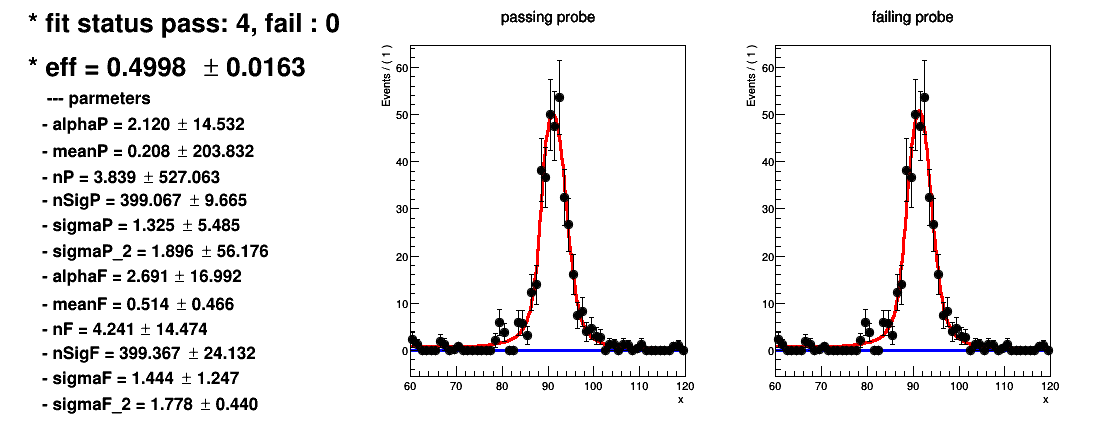 * fit status pass: 4, fail : 0
* eff = 0.4998 ± 0.0163
--- parmeters
- alphaP = 2.120 ± 14.532
- meanP = 0.208 ± 203.832
- nP = 3.839 ± 527.063
- nSigP = 399.067 ± 9.665
- sigmaP = 1.325 ± 5.485
- sigmaP_2 = 1.896 ± 56.176
- alphaF = 2.691 ± 16.992
- meanF = 0.514 ± 0.466
- nF = 4.241 ± 14.474
- nSigF = 399.367 ± 24.132
- sigmaF = 1.444 ± 1.247
- sigmaF_2 = 1.778 ± 0.440
passing probe
Events / ( 1 )
60
50
40
30
20
10
0
60 70 80 90 100 110 120
x
failing probe
Events / ( 1 )
60
50
40
30
20
10
0
60 70 80 90 100 110 120
x